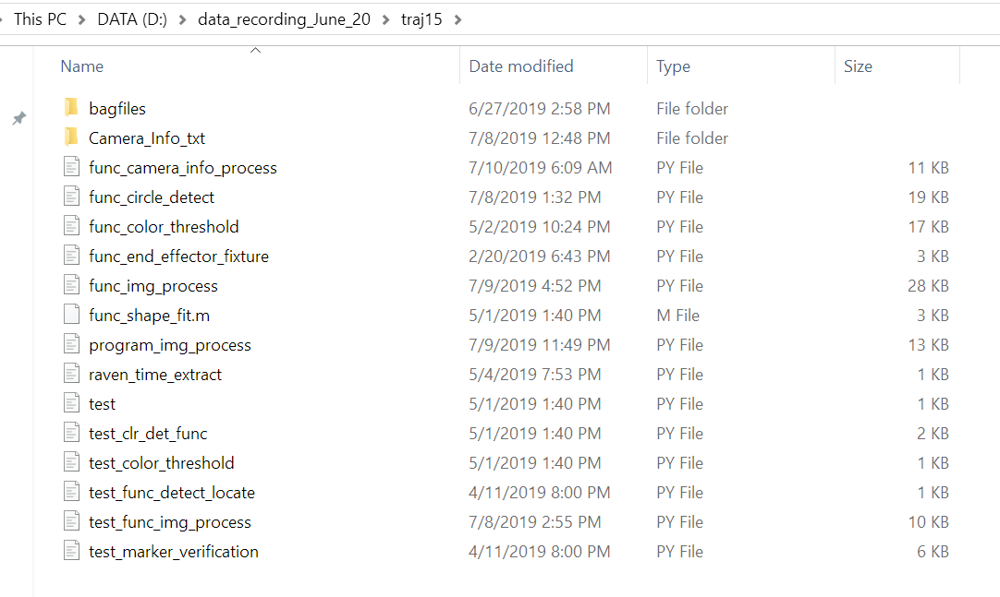 This PC > DATA (D:) > data_recording_June_20 > traj15 >
Name Date modified Type Size
bagfiles 6/27/2019 2:58 PM File folder
Camera_Info_txt 7/8/2019 12:48 PM File folder
func_camera_info_process 7/10/2019 6:09 AM PY File 11 KB
func_circle_detect 7/8/2019 1:32 PM PY File 19 KB
func_color_threshold 5/2/2019 10:24 PM PY File 17 KB
func_end_effector_fixture 2/20/2019 6:43 PM PY File 3 KB
func_img_process 7/9/2019 4:52 PM PY File 28 KB
func_shape_fit.m 5/1/2019 1:40 PM M File 3 KB
program_img_process 7/9/2019 11:49 PM PY File 13 KB
raven_time_extract 5/4/2019 7:53 PM PY File 1 KB
test 5/1/2019 1:40 PM PY File 1 KB
test_clr_det_func 5/1/2019 1:40 PM PY File 2 KB
test_color_threshold 5/1/2019 1:40 PM PY File 1 KB
test_func_detect_locate 4/11/2019 8:00 PM PY File 1 KB
test_func_img_process 7/8/2019 2:55 PM PY File 10 KB
test_marker_verification 4/11/2019 8:00 PM PY File 6 KB